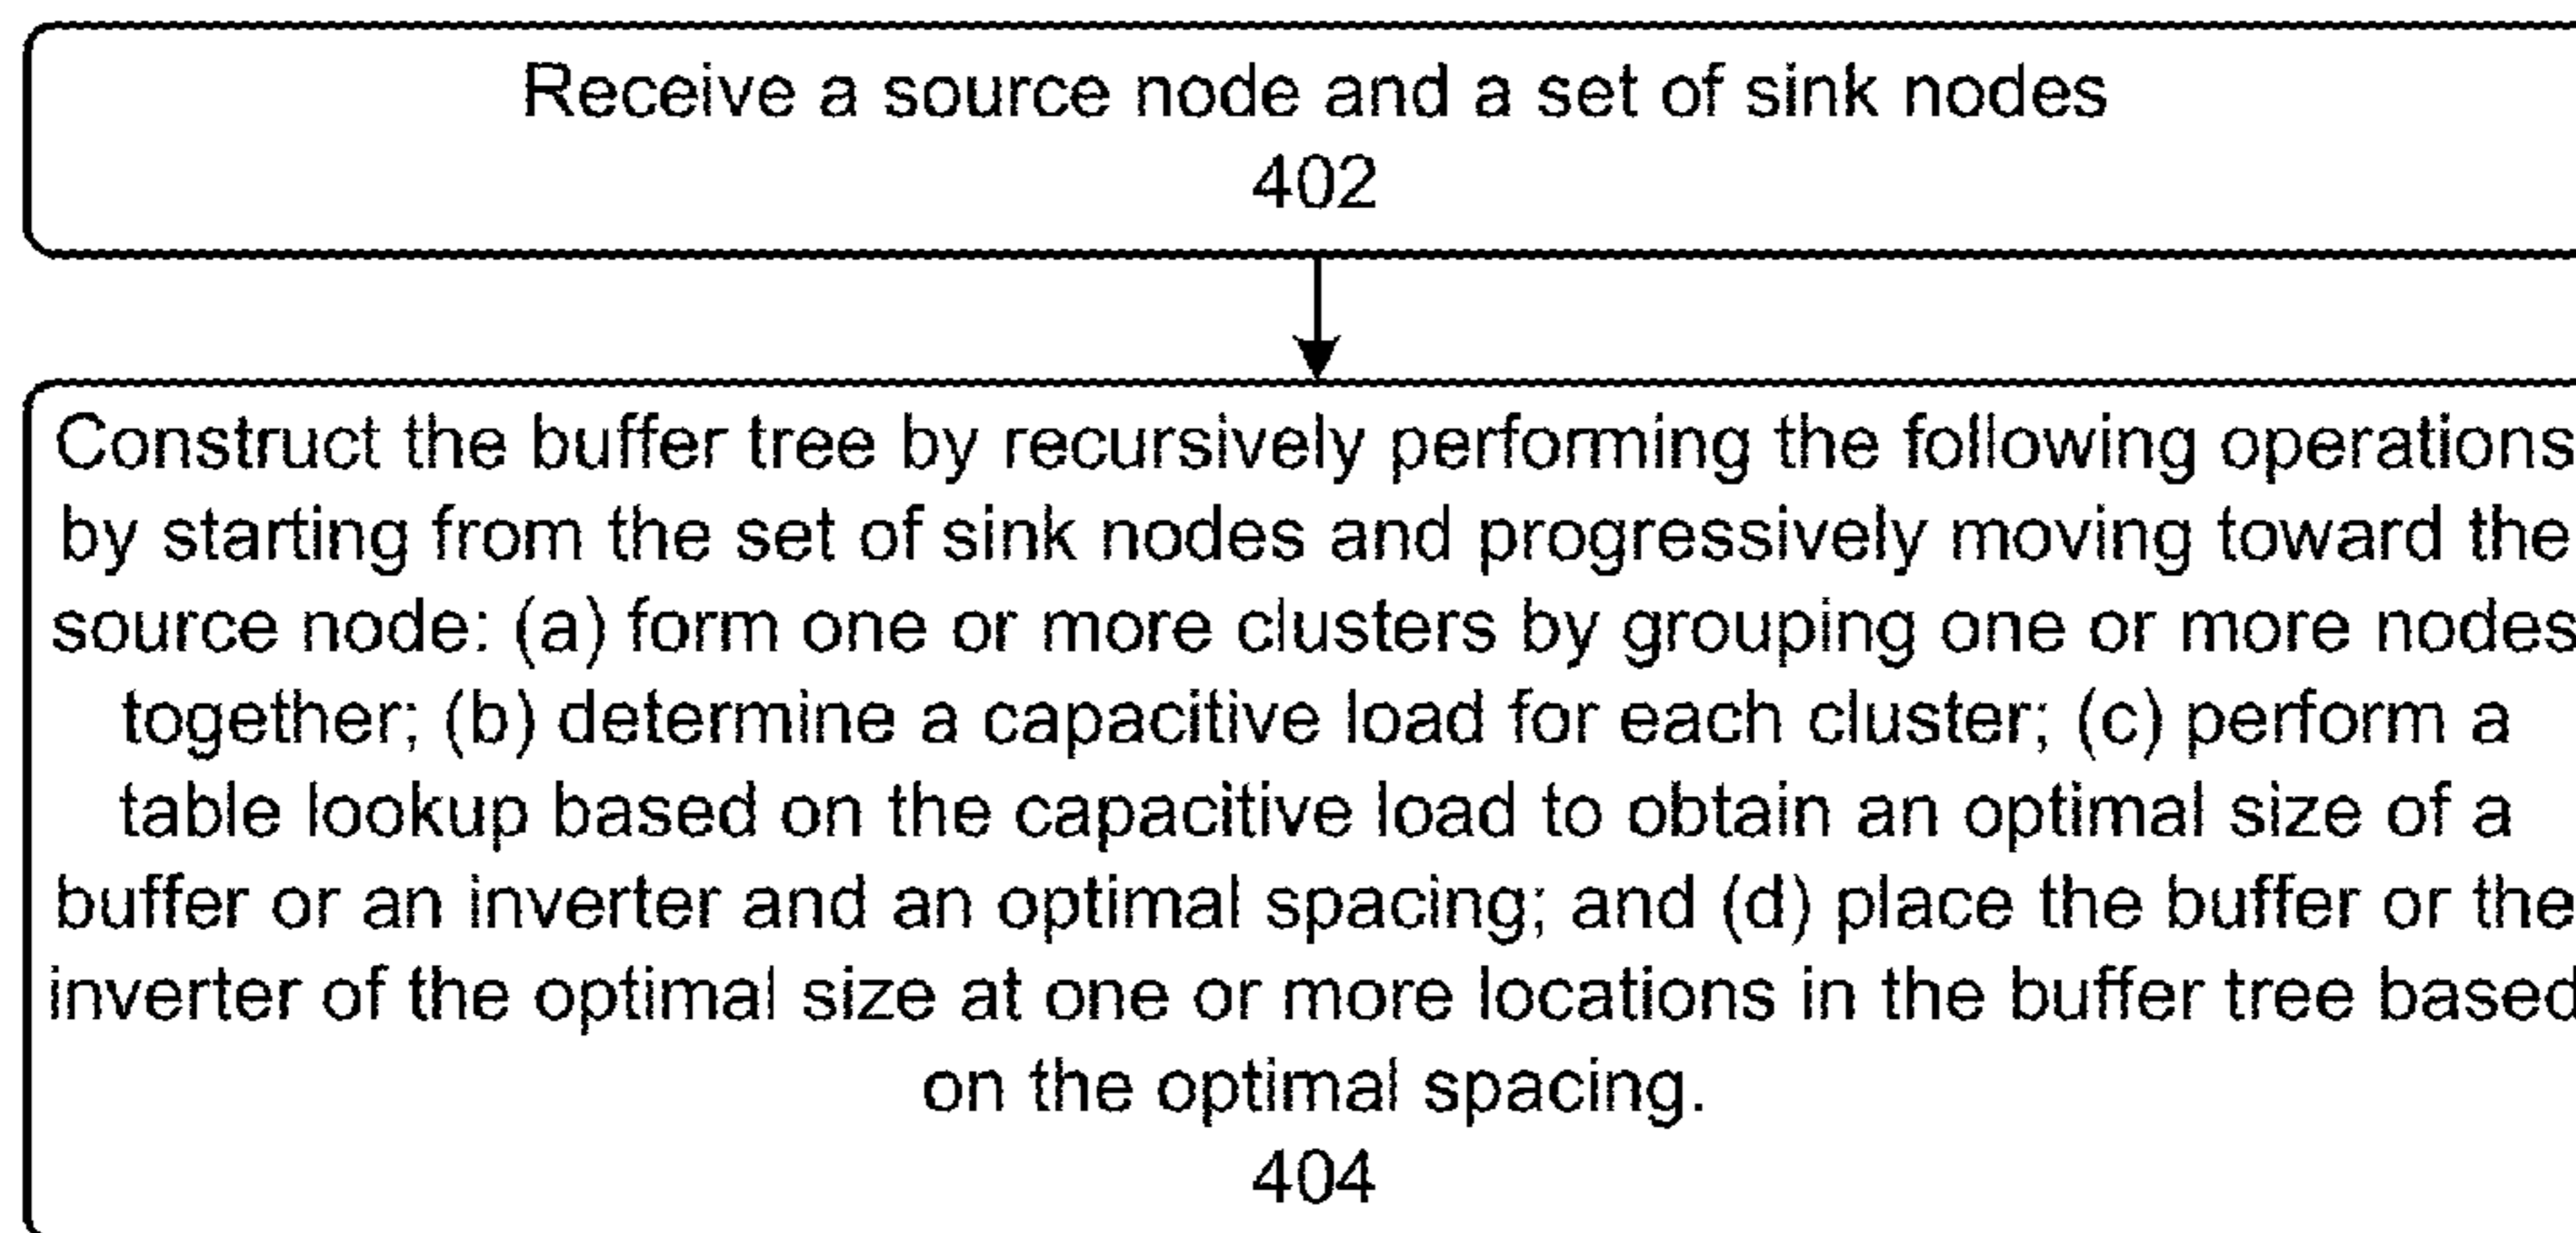 Receive a source node and a set of sink nodes
402
Construct the buffer tree by recursively performing the following operations
by starting from the set of sink nodes and progressively moving toward the
source node: (a) form one or more clusters by grouping one or more nodes
together; (b) determine a capacitive load for each cluster; (c) perform a
table lookup based on the capacitive load to obtain an optimal size of a
buffer or an inverter and an optimal spacing; and (d) place the buffer or the
inverter of the optimal size at one or more locations in the buffer tree based
on the optimal spacing.
404